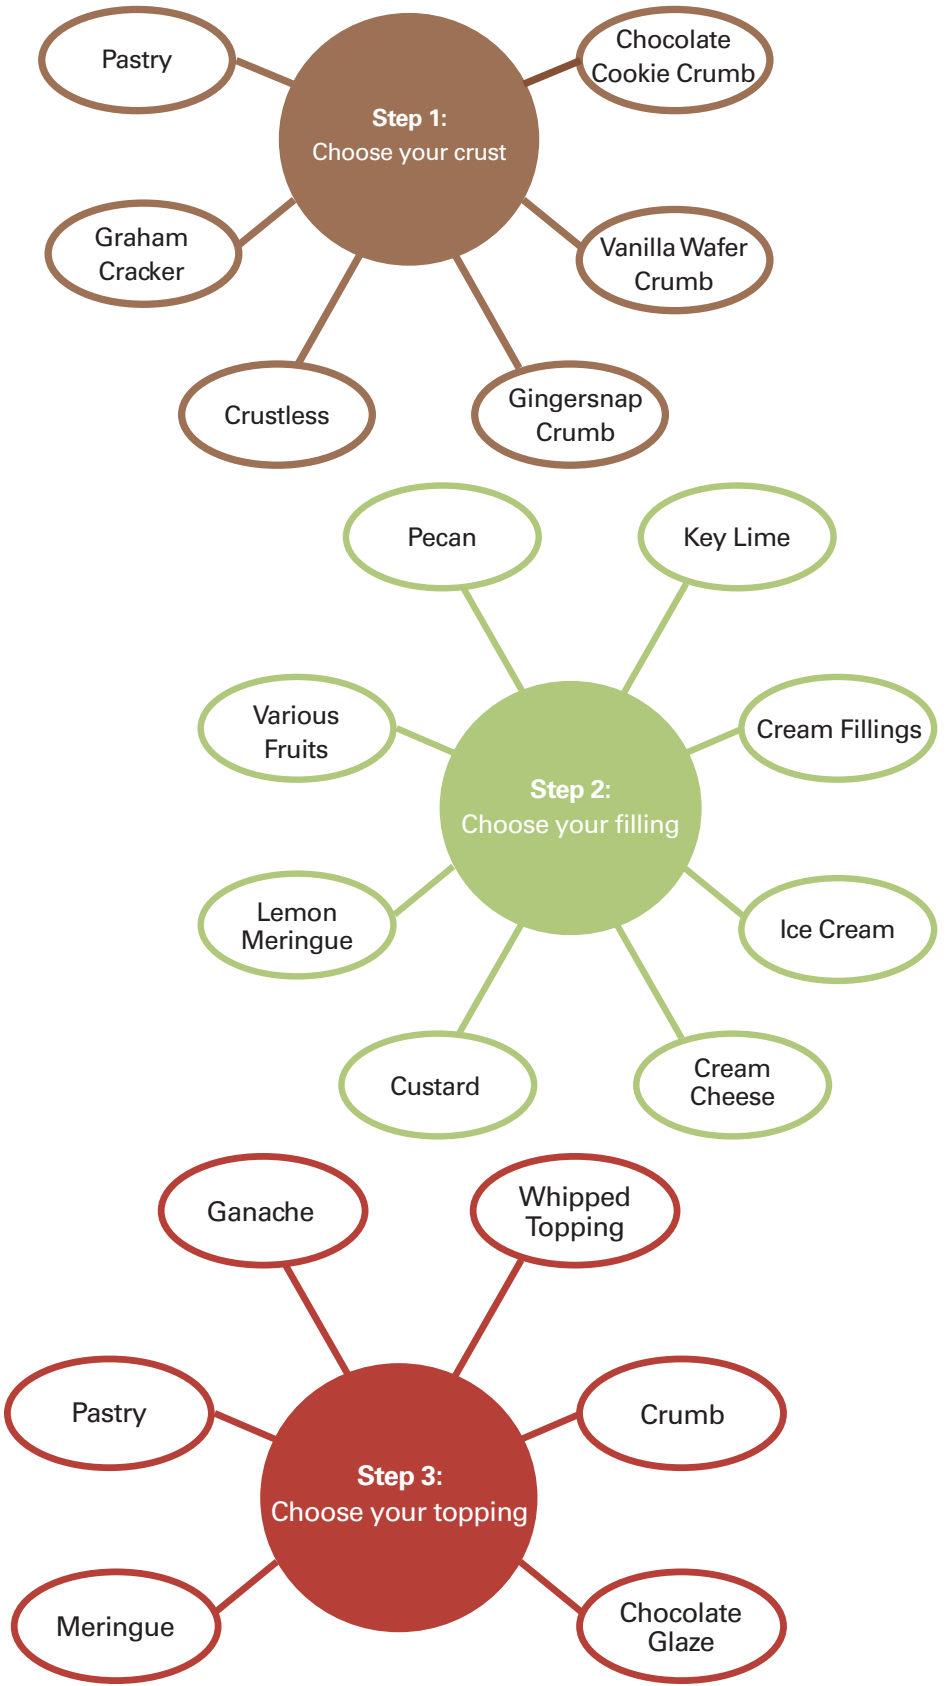 Pastry
Chocolate
Cookie Crumb
Step 1:
Choose your crust
Graham
Cracker
Vanilla Wafer
Crumb
Crustless
Gingersnap
Crumb
Pecan
Key Lime
Various
Fruits
Cream Fillings
Step 2:
Choose your filling
Lemon
Meringue
Ice Cream
Custard
Cream
Cheese
Ganache
Whipped
Topping
Pastry
Crumb
Step 3:
Choose your topping
Meringue
Chocolate
Glaze